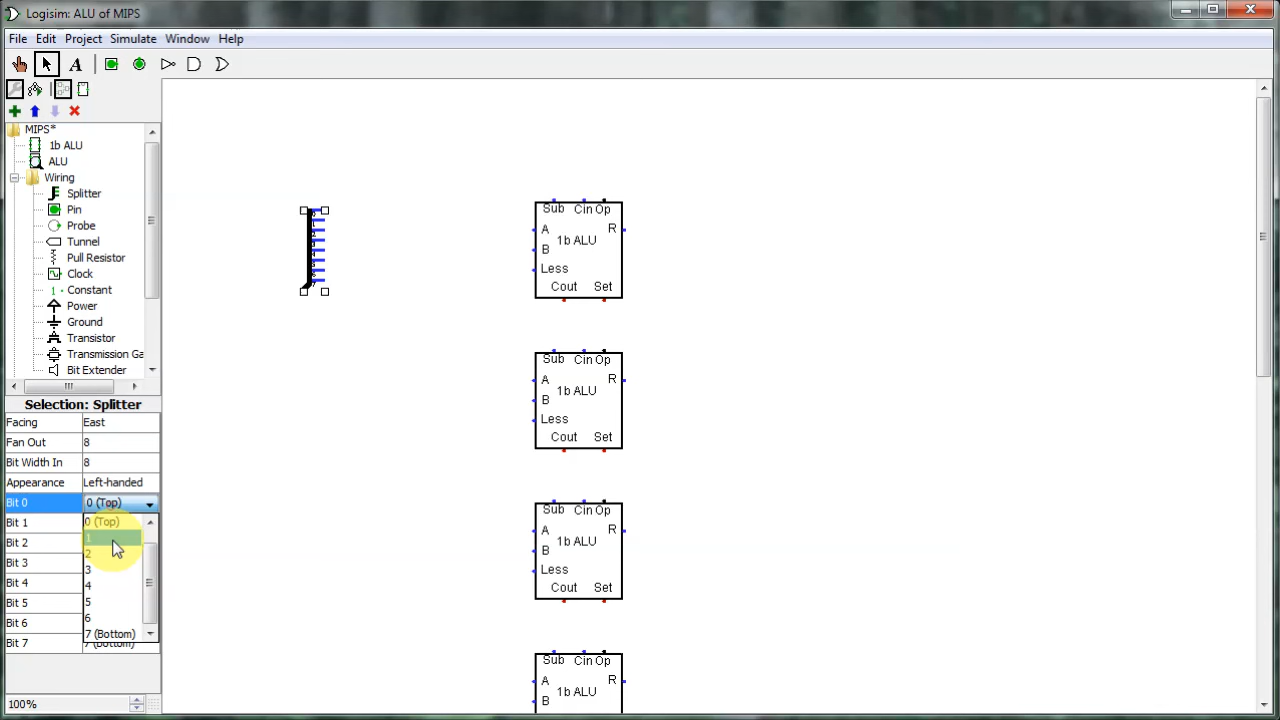 Logisim: ALU of MIPS
File Edit Project Simulate Window Help
A
MIPS*
1b ALU
ALU
Wiring
Splitter
Pin
Probe
Tunnel
Pull Resistor
Clock
1 Constant
Power
Ground
Transistor
Transmission Ga
Bit Extender
Selection: Splitter
Facing East
Fan Out 8
Bit Width In 8
Appearance Left-handed
Bit 0 0 (Top)
Bit 1 0 (Top)
1
Bit 2 2
Bit 3 3
Bit 4 4
Bit 5 5
Bit 6 6
7 (Bottom)
Bit 7 7 (Bottom)
100%
Sub Cin Op
A R
1b ALU
B
Less
Cout Set
Sub Cin Op
A R
1b ALU
B
Less
Cout Set
Sub Cin Op
A R
1b ALU
B
Less
Cout Set
Sub Cin Op
A R
1b ALU
B